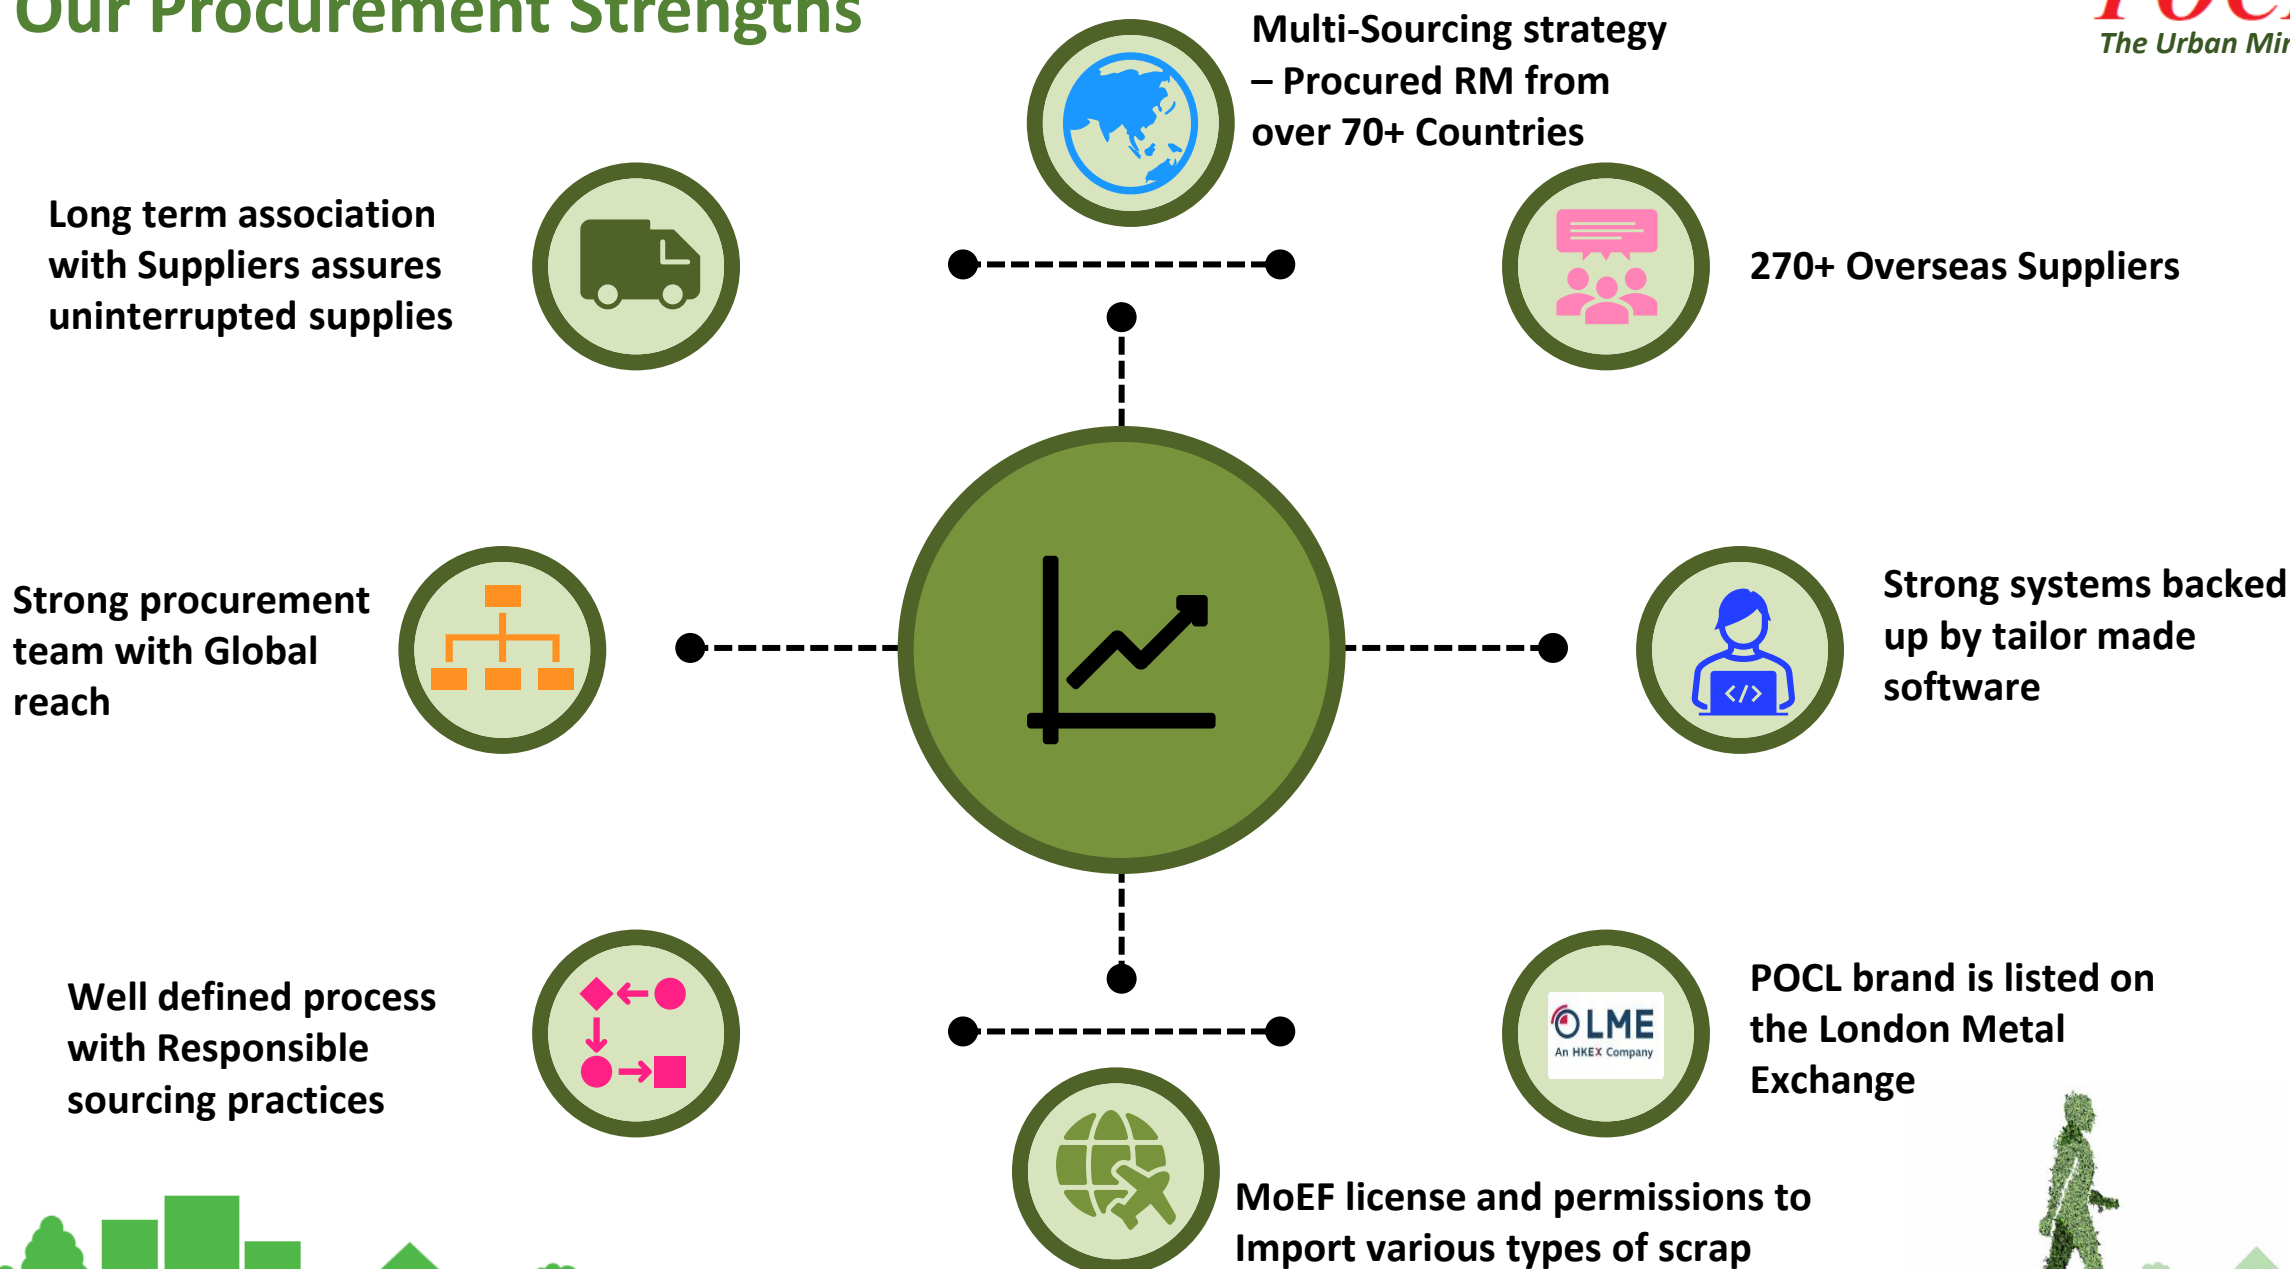 Our Procurement Strengths
The Urban
Multi-Sourcing strategy
– Procured RM from
over 70+ Countries
Long term association
with Suppliers assures
uninterrupted supplies
270+ Overseas Suppliers
Strong procurement
team with Global
reach
Strong systems backed
up by tailor made
software
</>
Well defined process
with Responsible
sourcing practices
LME
An HKEX Company
POCL brand is listed on
the London Metal
Exchange
MoEF license and permissions to
Import various types of scrap